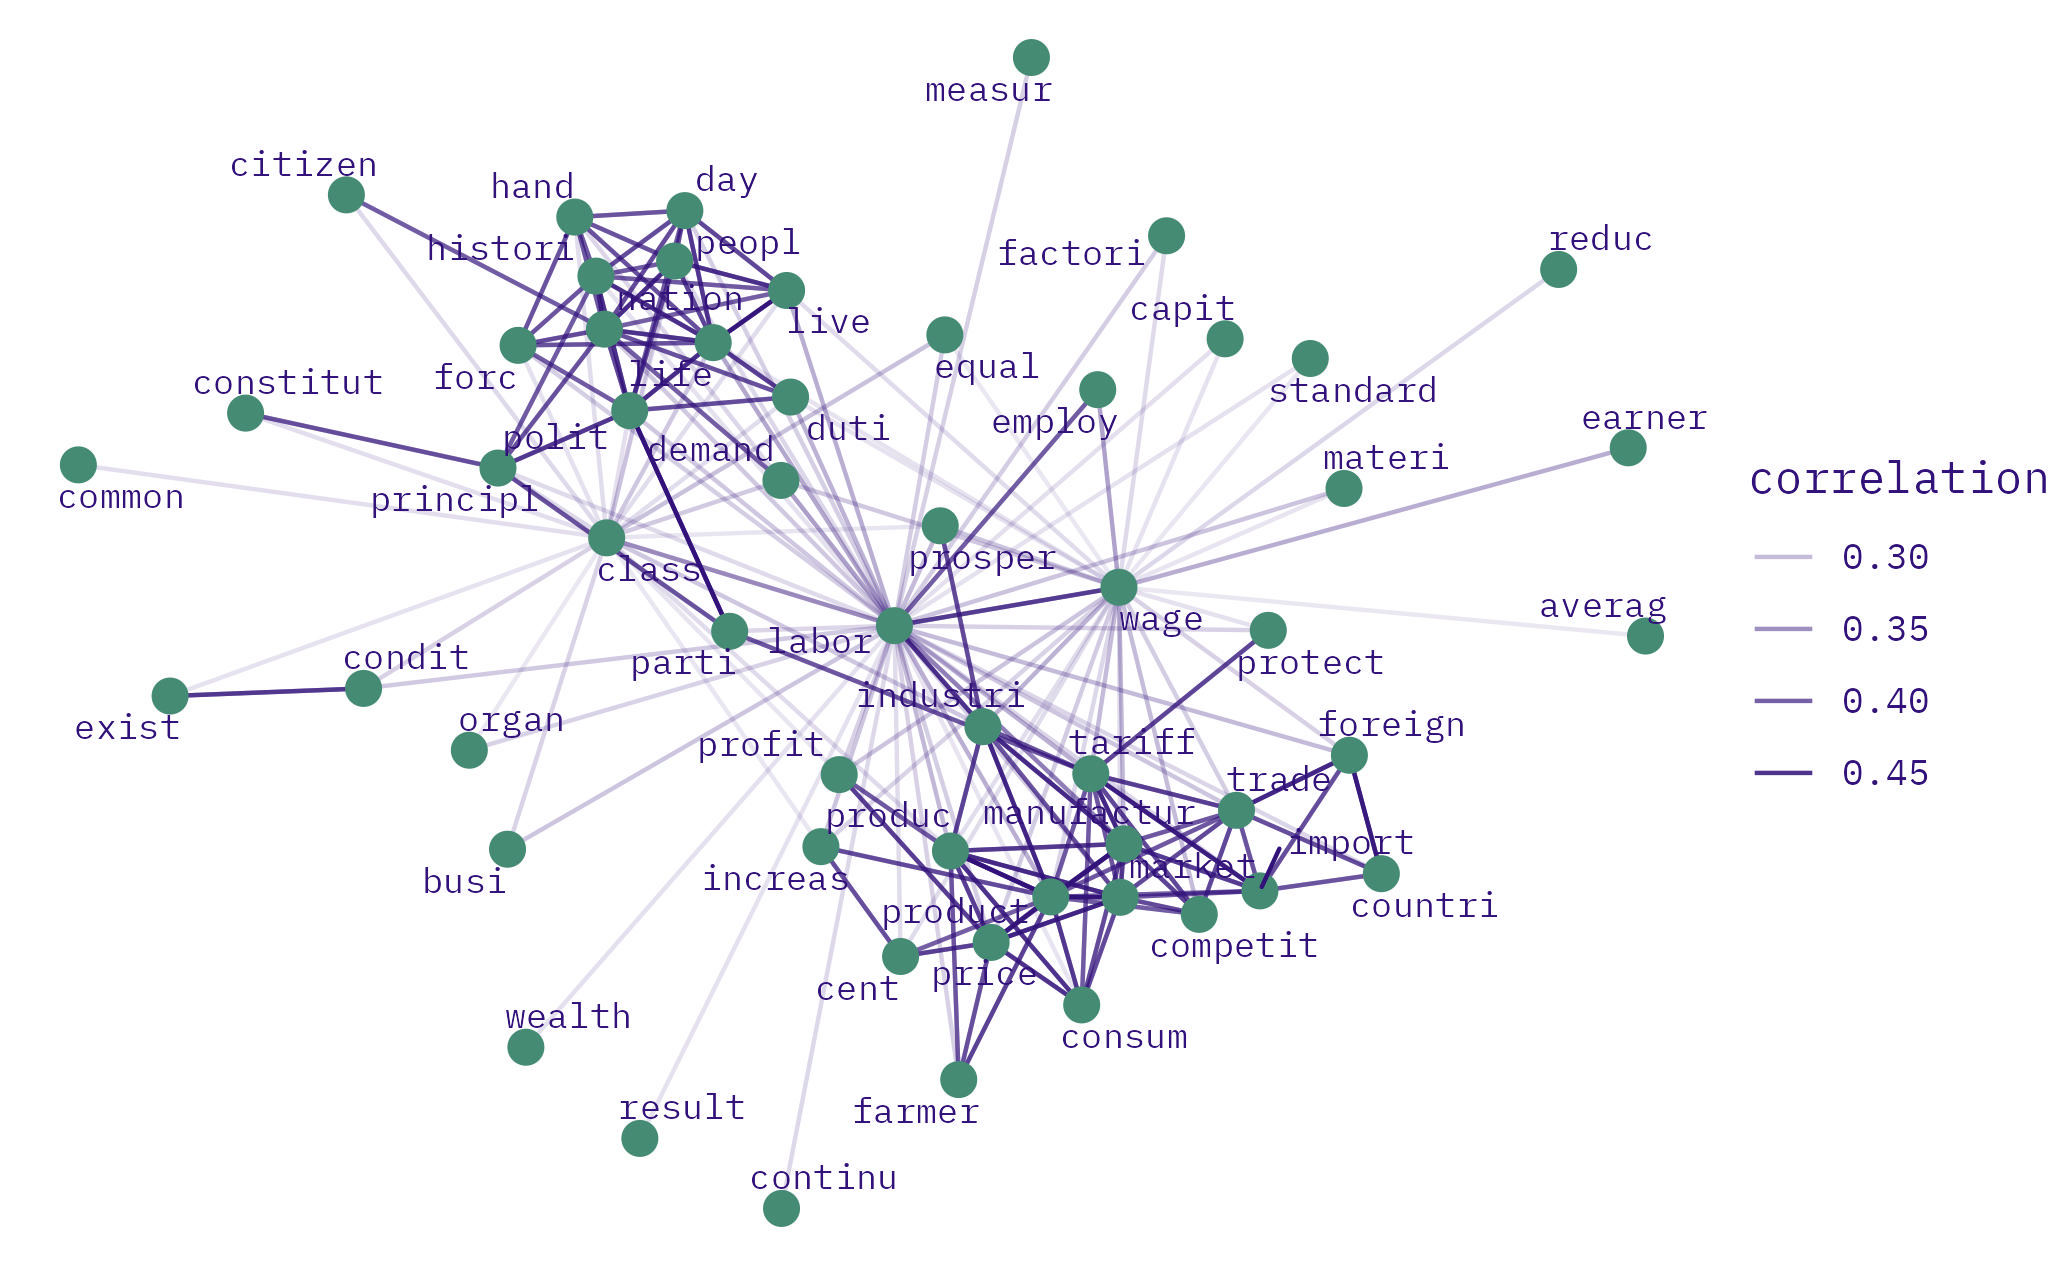 measur
citizen
hand
day
histori
peopl
factori
reduc
nation
capit
live
equal
constitut
forc
life
standard
employ
earner
polit
demand
duti
materi
correlation
common
principl
class
prosper
0.30
averag
wage
0.35
condit
parti
labor
protect
exist
industri
0.40
organ
profit
tariff
foreign
0.45
trade
produc
manufactur
import
busi
increas
market
product
countri
competit
cent
price
wealth
consum
result
farmer
continu